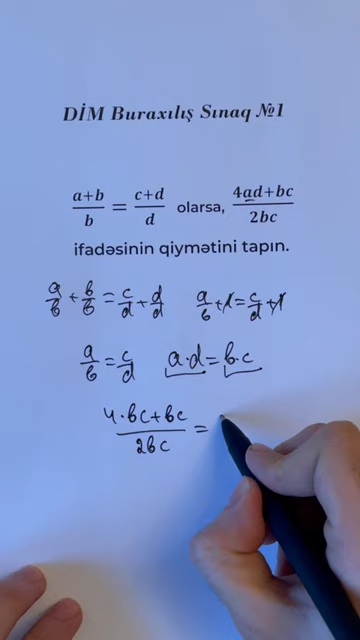 DİM Buraxılış Sınaq №1
a+b/b = c+d/d olarsa, 4ad+bc/2bc
ifadəsinin qiymətini tapın.
a/b + b/b = c/d + d/d a/b + 1 = c/d + 1
a/b = c/d a·d = b·c
4·bc+bc/2bc =